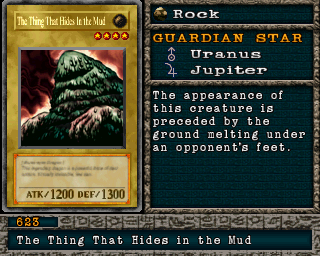 The Thing That Hides In the Mud
ATK/1200 DEF/1300
Rock
GUARDIAN STAR
Uranus
Jupiter
The appearance of
this creature is
preceded by the
ground melting under
an opponent's feet.
623
The Thing That Hides in the Mud